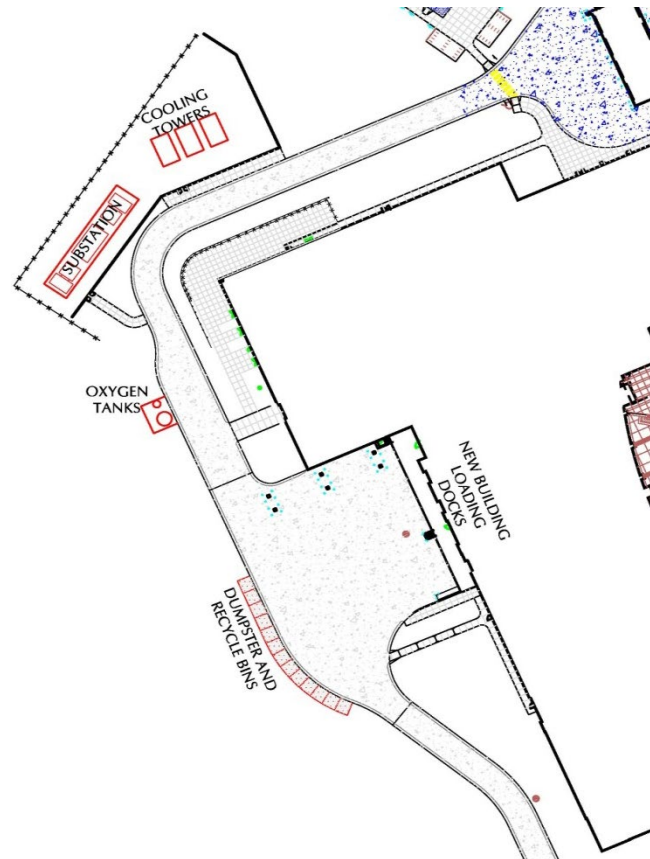 COOLING
TOWERS
SUBSTATION
OXYGEN
TANKS
NEW BUILDING
LOADING
DOCKS
DUMPSTER AND
RECYCLE BINS